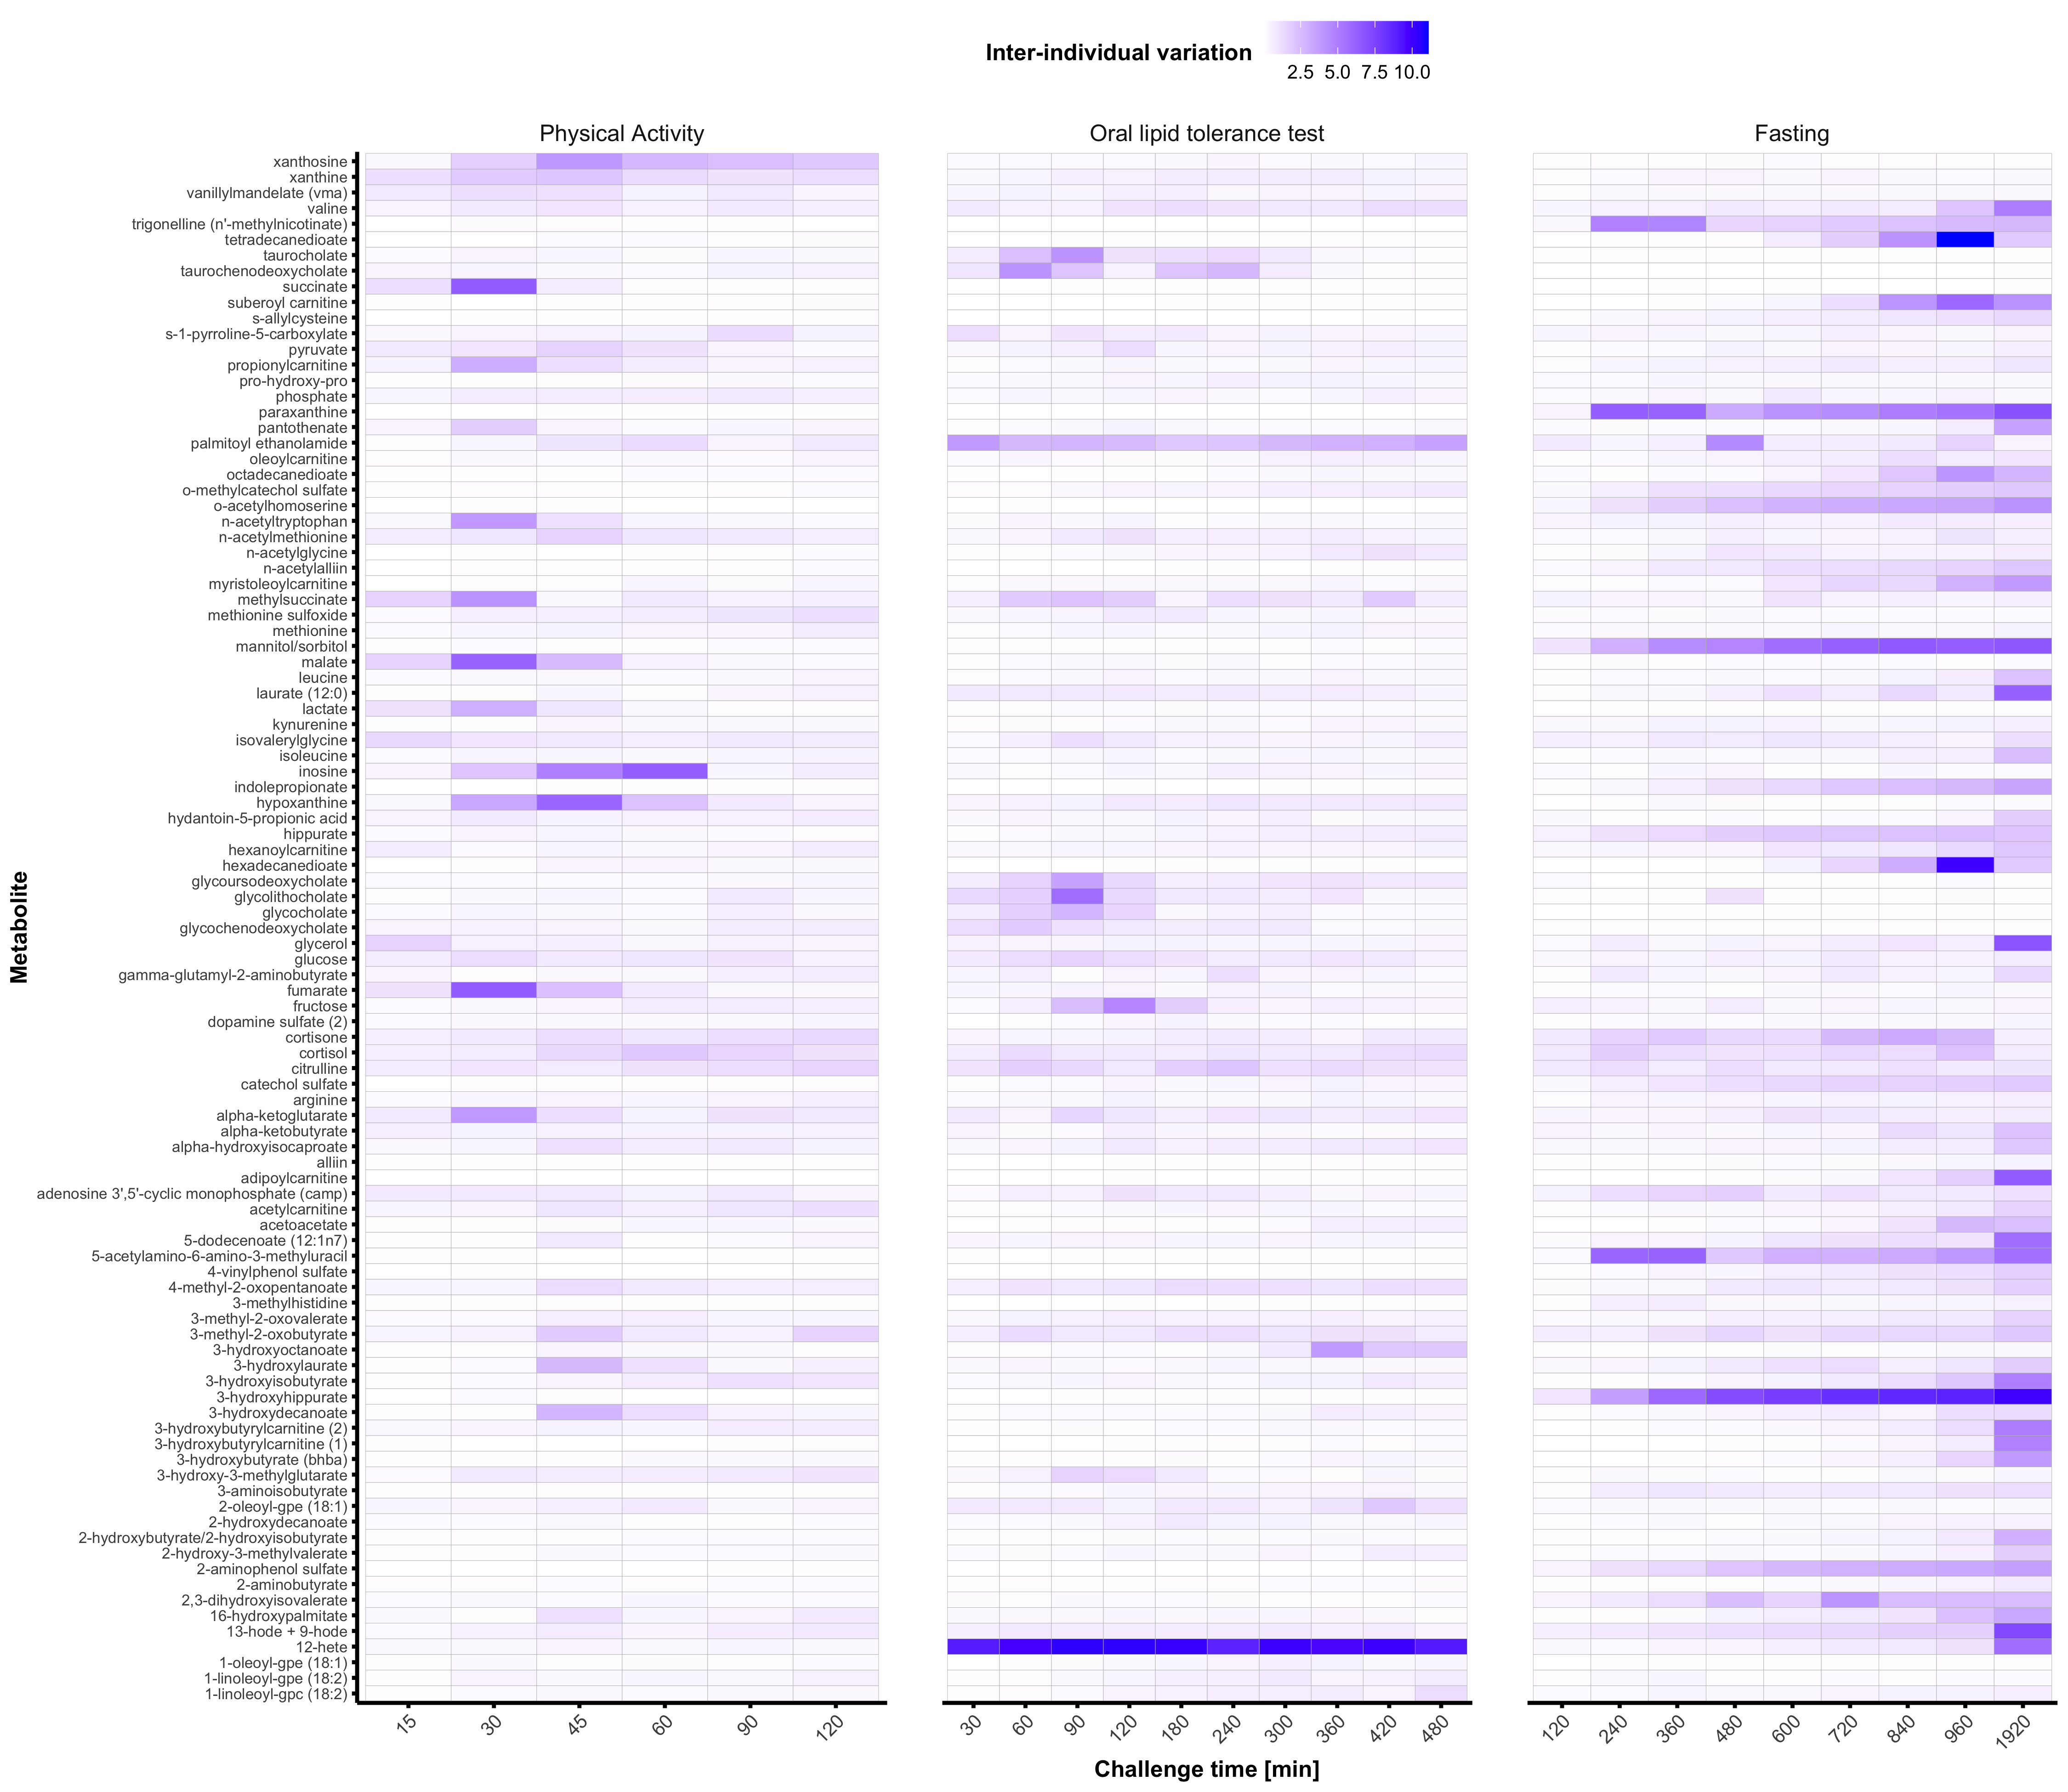 Inter-individual variation
2.5 5.0 7.5 10.0
Physical Activity Oral lipid tolerance test Fasting
xanthosine
xanthine
vanillylmandelate (vma)
valine
trigonelline (n'-methylnicotinate)
tetradecanedioate
taurocholate
taurochenodeoxycholate
succinate
suberoyl carnitine
s-allylcysteine
s-1-pyrroline-5-carboxylate
pyruvate
propionylcarnitine
pro-hydroxy-pro
phosphate
paraxanthine
pantothenate
palmitoyl ethanolamide
oleoylcarnitine
octadecanedioate
o-methylcatechol sulfate
o-acetylhomoserine
n-acetyltryptophan
n-acetylmethionine
n-acetylglycine
n-acetylalliin
myristoleoylcarnitine
methylsuccinate
methionine sulfoxide
methionine
mannitol/sorbitol
malate
leucine
laurate (12:0)
lactate
kynurenine
isovalerylglycine
isoleucine
inosine
indolepropionate
hypoxanthine
hydantoin-5-propionic acid
hippurate
hexanoylcarnitine
hexadecanedioate
glycoursodeoxycholate
glycolithocholate
glycocholate
glycochenodeoxycholate
glycerol
glucose
gamma-glutamyl-2-aminobutyrate
fumarate
fructose
dopamine sulfate (2)
cortisone
cortisol
citrulline
catechol sulfate
arginine
alpha-ketoglutarate
alpha-ketobutyrate
alpha-hydroxyisocaproate
alliin
adipoylcarnitine
adenosine 3',5'-cyclic monophosphate (camp)
acetylcarnitine
acetoacetate
5-dodecenoate (12:1n7)
5-acetylamino-6-amino-3-methyluracil
4-vinylphenol sulfate
4-methyl-2-oxopentanoate
3-methylhistidine
3-methyl-2-oxovalerate
3-methyl-2-oxobutyrate
3-hydroxyoctanoate
3-hydroxylaurate
3-hydroxyisobutyrate
3-hydroxyhippurate
3-hydroxydecanoate
3-hydroxybutyrylcarnitine (2)
3-hydroxybutyrylcarnitine (1)
3-hydroxybutyrate (bhba)
3-hydroxy-3-methylglutarate
3-aminoisobutyrate
2-oleoyl-gpe (18:1)
2-hydroxydecanoate
2-hydroxybutyrate/2-hydroxyisobutyrate
2-hydroxy-3-methylvalerate
2-aminophenol sulfate
2-aminobutyrate
2,3-dihydroxyisovalerate
16-hydroxypalmitate
13-hode + 9-hode
12-hete
1-oleoyl-gpe (18:1)
1-linoleoyl-gpe (18:2)
1-linoleoyl-gpc (18:2)
Metabolite
15 30 45 60 90 120 30 60 90 120 180 240 300 360 420 480 120 240 360 480 600 720 840 960 1920
Challenge time [min]